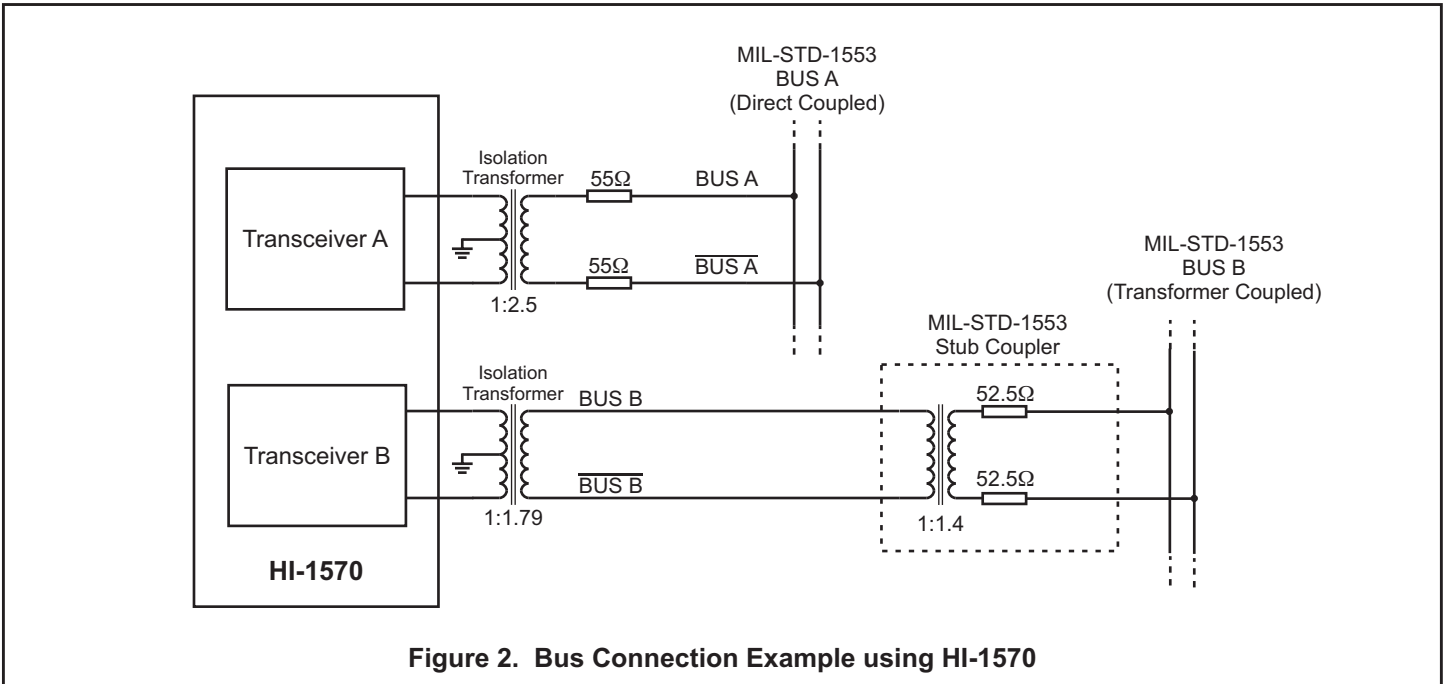 MIL-STD-1553
BUS A
(Direct Coupled)
Isolation
Transformer
55Ω
BUS A
Transceiver A
55Ω
BUS A
1:2.5
MIL-STD-1553
BUS B
(Transformer Coupled)
MIL-STD-1553
Stub Coupler
Isolation
Transformer
BUS B
52.5Ω
Transceiver B
BUS B
52.5Ω
1:1.79
1:1.4
HI-1570
Figure 2. Bus Connection Example using HI-1570